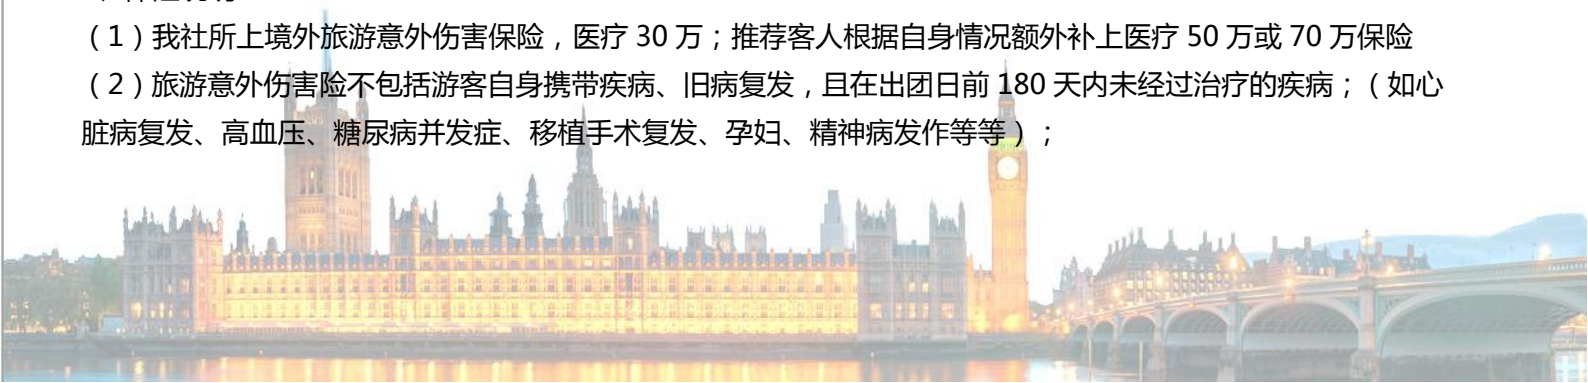 （1）我社所上境外旅游意外伤害保险，医疗 30 万；推荐客人根据自身情况额外补上医疗 50 万或 70 万保险
（2）旅游意外伤害险不包括游客自身携带疾病、旧病复发，且在出团日前 180 天内未经过治疗的疾病；（如心
脏病复发、高血压、糖尿病并发症、移植手术复发、孕妇、精神病发作等等）；